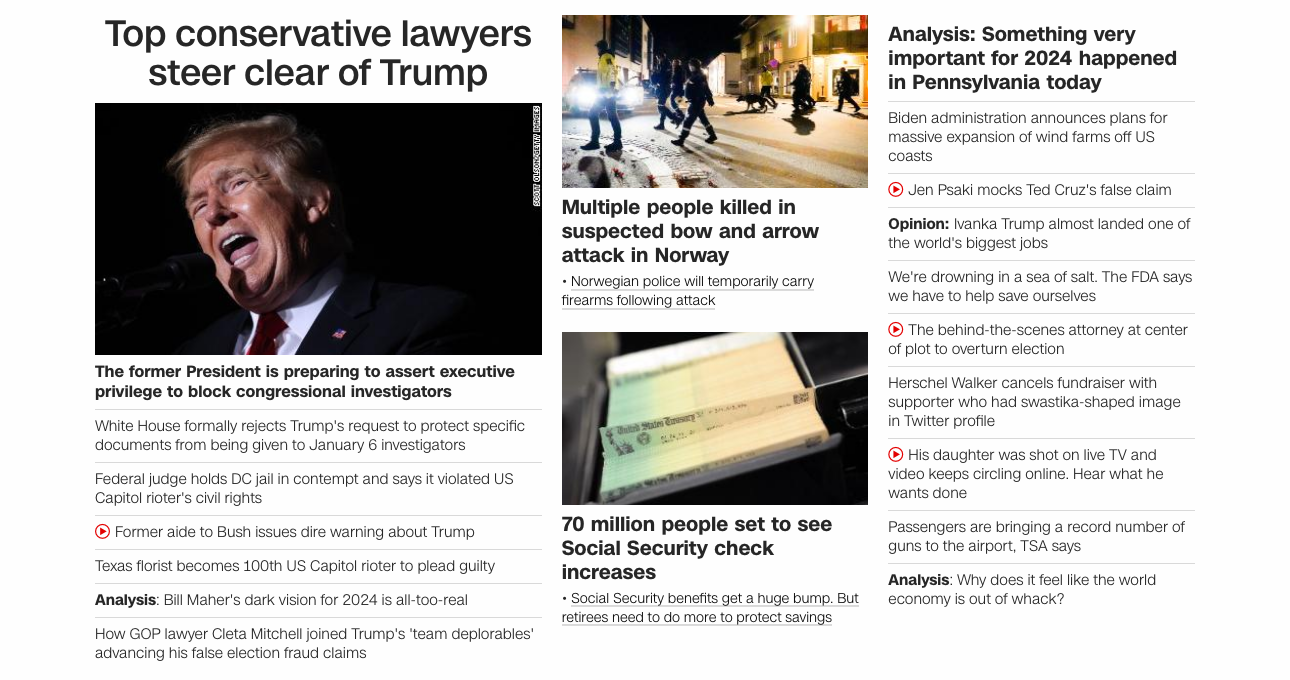 Top conservative lawyers
steer clear of Trump
SCOTT OLSON/GETTY IMAGES
The former President is preparing to assert executive
privilege to block congressional investigators
White House formally rejects Trump's request to protect specific
documents from being given to January 6 investigators
Federal judge holds DC jail in contempt and says it violated US
Capitol rioter's civil rights
Former aide to Bush issues dire warning about Trump
Texas florist becomes 100th US Capitol rioter to plead guilty
Analysis: Bill Maher's dark vision for 2024 is all-too-real
How GOP lawyer Cleta Mitchell joined Trump's 'team deplorables'
advancing his false election fraud claims
Multiple people killed in
suspected bow and arrow
attack in Norway
• Norwegian police will temporarily carry
firearms following attack
United States Treasury
70 million people set to see
Social Security check
increases
• Social Security benefits get a huge bump. But
retirees need to do more to protect savings
Analysis: Something very
important for 2024 happened
in Pennsylvania today
Biden administration announces plans for
massive expansion of wind farms off US
coasts
Jen Psaki mocks Ted Cruz's false claim
Opinion: Ivanka Trump almost landed one of
the world's biggest jobs
We're drowning in a sea of salt. The FDA says
we have to help save ourselves
The behind-the-scenes attorney at center
of plot to overturn election
Herschel Walker cancels fundraiser with
supporter who had swastika-shaped image
in Twitter profile
His daughter was shot on live TV and
video keeps circling online. Hear what he
wants done
Passengers are bringing a record number of
guns to the airport, TSA says
Analysis: Why does it feel like the world
economy is out of whack?